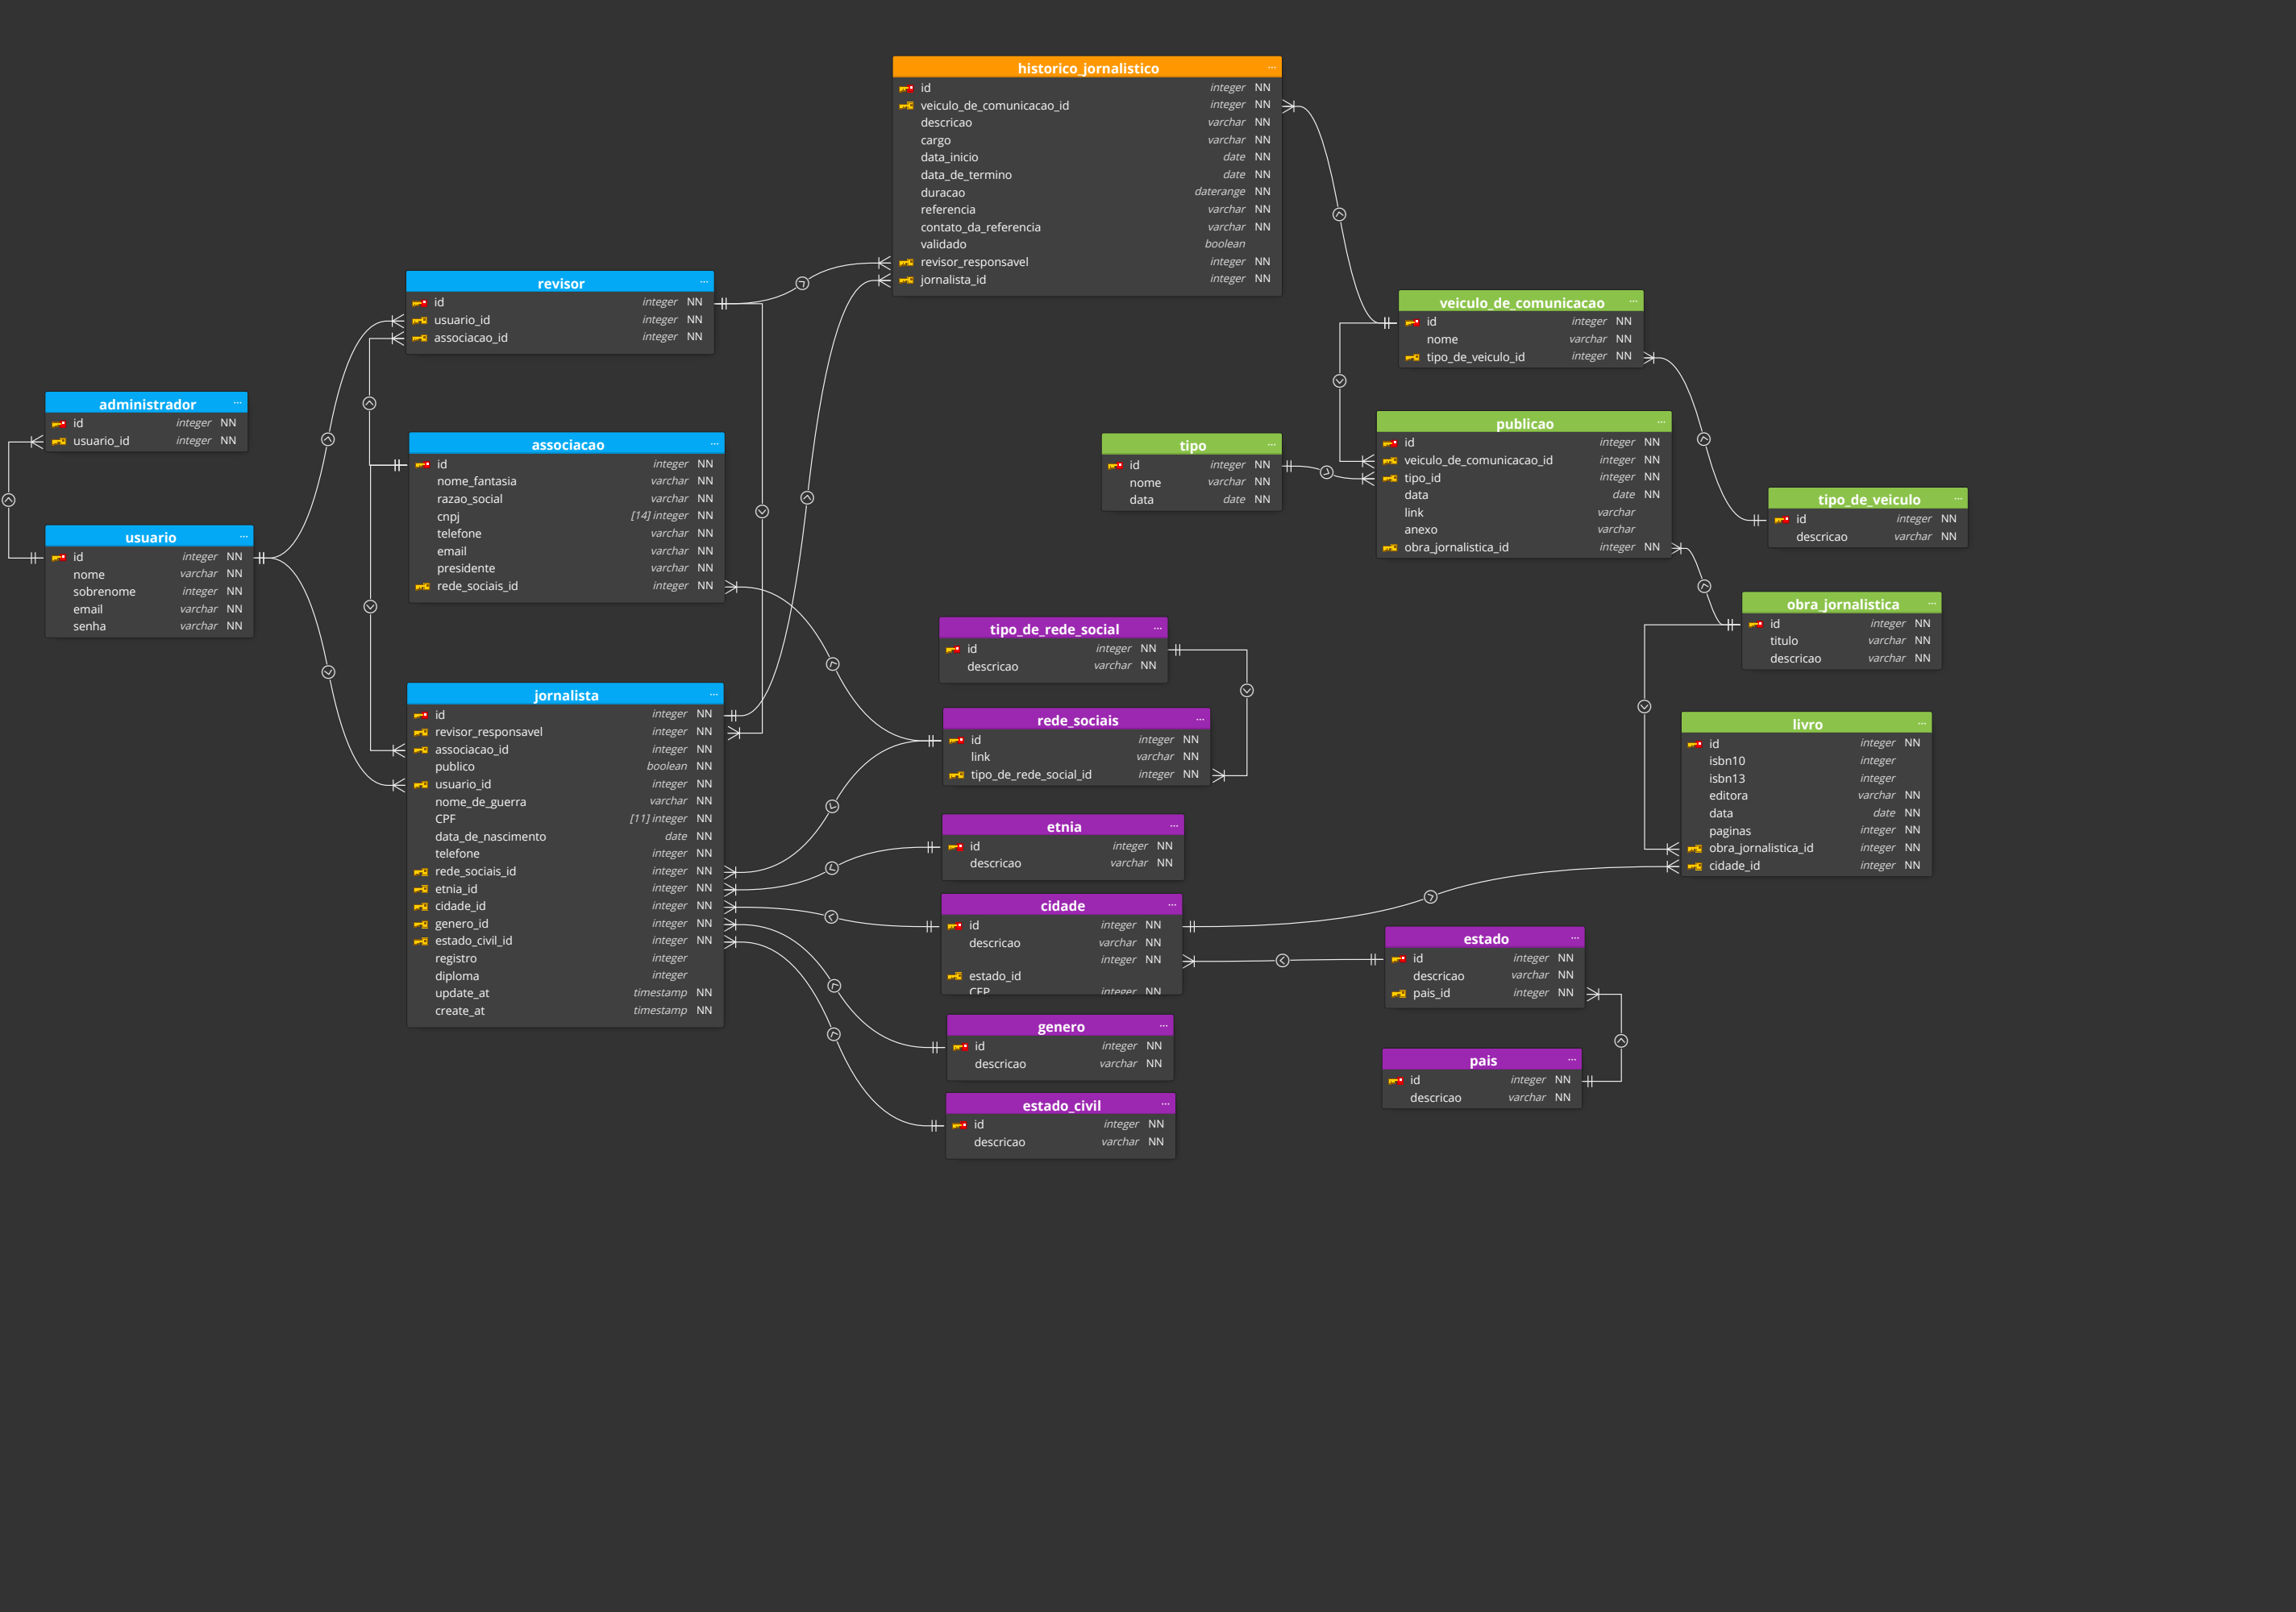 historico_jornalistico ...
id integer NN
veiculo_de_comunicacao_id integer NN
descricao varchar NN
cargo varchar NN
data_inicio date NN
data_de_termino date NN
duracao daterange NN
referencia varchar NN
contato_da_referencia varchar NN
validado boolean
revisor_responsavel integer NN
jornalista_id integer NN
revisor ...
id integer NN
usuario_id integer NN
associacao_id integer NN
veiculo_de_comunicacao ...
id integer NN
nome varchar NN
tipo_de_veiculo_id integer NN
administrador ...
id integer NN
usuario_id integer NN
associacao ...
id integer NN
nome_fantasia varchar NN
razao_social varchar NN
cnpj [14] integer NN
telefone varchar NN
email varchar NN
presidente varchar NN
rede_sociais_id integer NN
tipo ...
id integer NN
nome varchar NN
data date NN
publicao ...
id integer NN
veiculo_de_comunicacao_id integer NN
tipo_id integer NN
data date NN
link varchar
anexo varchar
obra_jornalistica_id integer NN
tipo_de_veiculo ...
id integer NN
descricao varchar NN
usuario ...
id integer NN
nome varchar NN
sobrenome integer NN
email varchar NN
senha varchar NN
obra_jornalistica ...
id integer NN
titulo varchar NN
descricao varchar NN
tipo_de_rede_social ...
id integer NN
descricao varchar NN
jornalista ...
id integer NN
revisor_responsavel integer NN
associacao_id integer NN
publico boolean NN
usuario_id integer NN
nome_de_guerra varchar NN
CPF [11] integer NN
data_de_nascimento date NN
telefone integer NN
rede_sociais_id integer NN
etnia_id integer NN
cidade_id integer NN
genero_id integer NN
estado_civil_id integer NN
registro integer
diploma integer
update_at timestamp NN
create_at timestamp NN
rede_sociais ...
id integer NN
link varchar NN
tipo_de_rede_social_id integer NN
livro ...
id integer NN
isbn10 integer
isbn13 integer
editora varchar NN
data date NN
paginas integer NN
obra_jornalistica_id integer NN
cidade_id integer NN
etnia ...
id integer NN
descricao varchar NN
cidade ...
id integer NN
descricao varchar NN
integer NN
estado_id
CEP integer NN
estado ...
id integer NN
descricao varchar NN
pais_id integer NN
genero ...
id integer NN
descricao varchar NN
pais ...
id integer NN
descricao varchar NN
estado_civil ...
id integer NN
descricao varchar NN